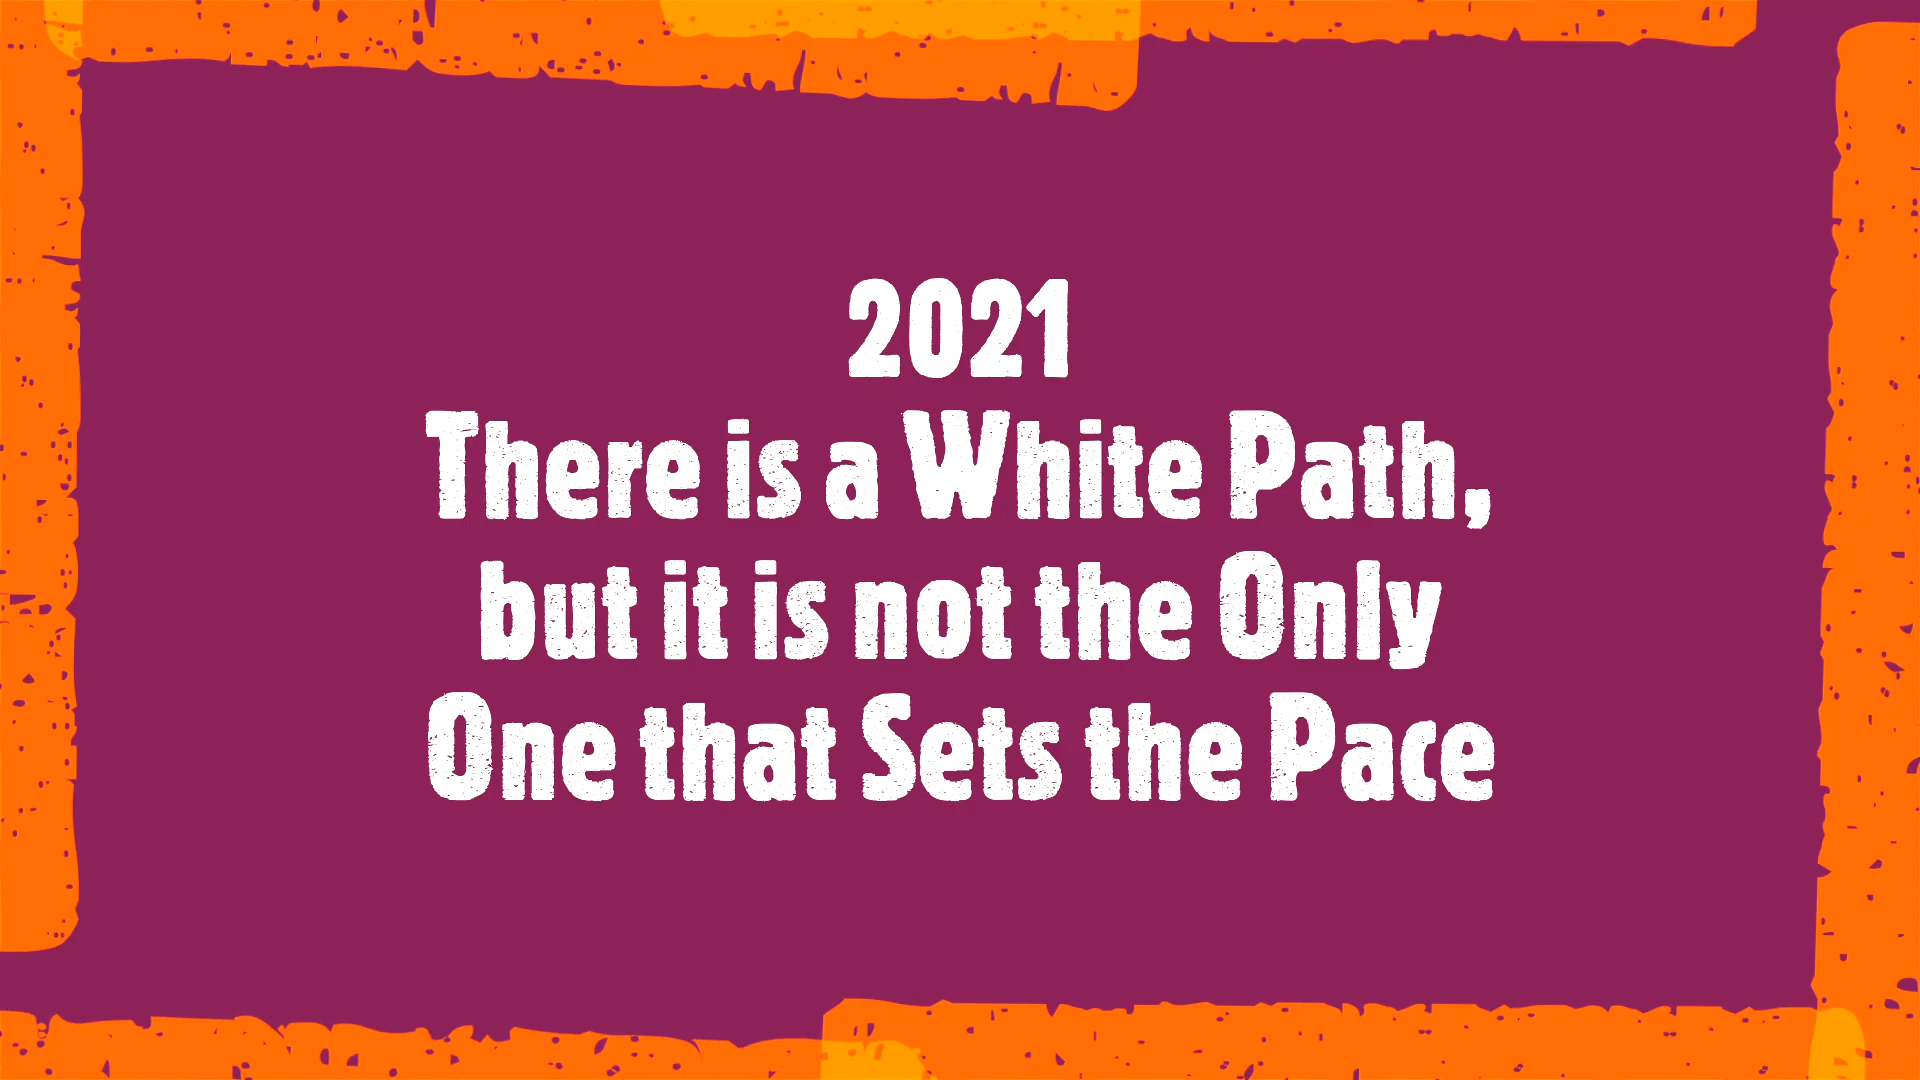 2021
There is a White Path,
but it is not the Only
One that Sets the Pace